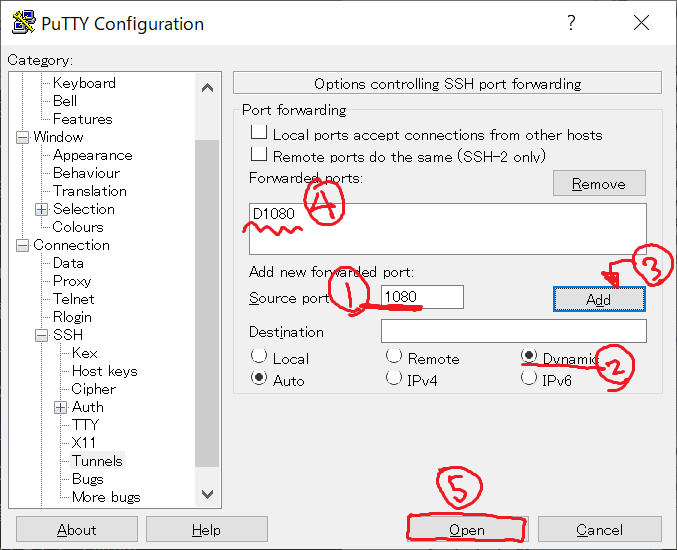 PuTTY Configuration
?
Category:
Keyboard
Bell
Features
Window
Appearance
Behaviour
Translation
Selection
Colours
Connection
Data
Proxy
Telnet
Rlogin
SSH
Kex
Host keys
Cipher
Auth
TTY
X11
Tunnels
Bugs
More bugs
Options controlling SSH port forwarding
Port forwarding
Local ports accept connections from other hosts
Remote ports do the same (SSH-2 only)
Forwarded ports:
Remove
D1080
4
Add new forwarded port:
3
Source port
1
1080
Add
Destination
Local Remote Dynamic
2
Auto IPv4 IPv6
5
About Help Open Cancel